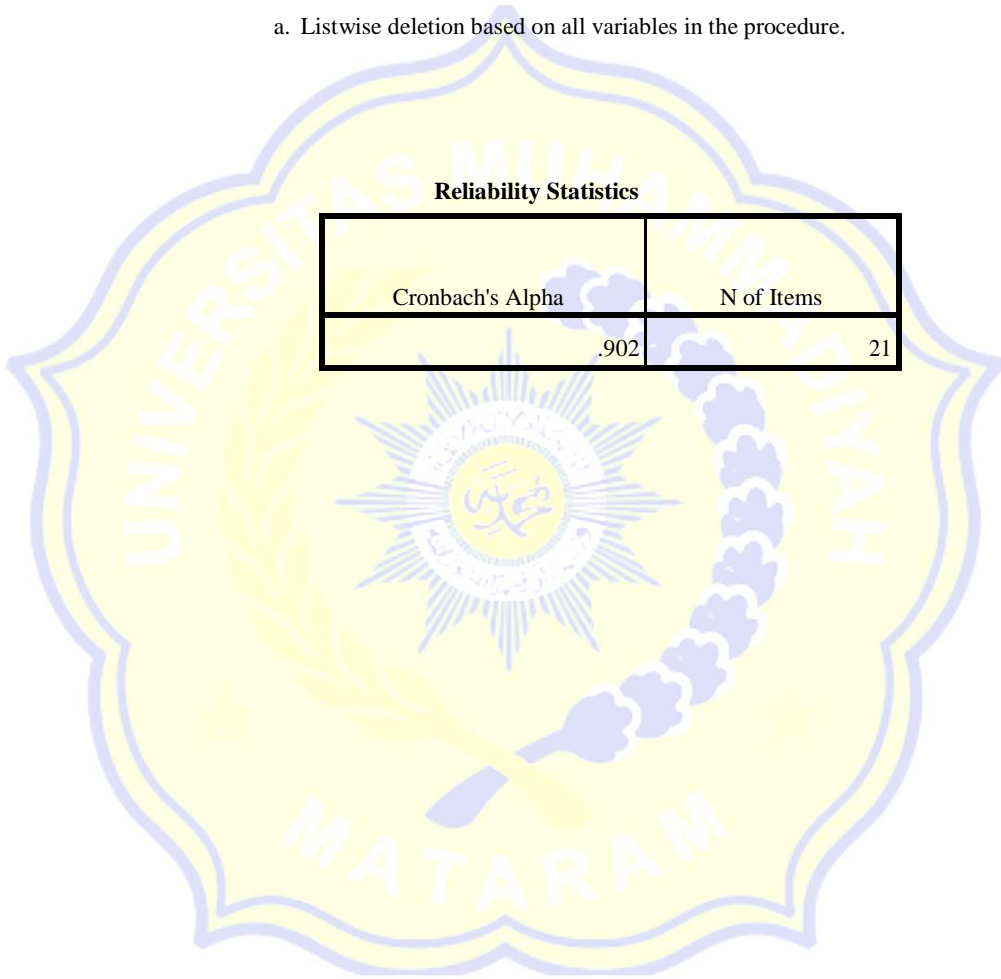 a. Listwise deletion based on all variables in the procedure.
Reliability Statistics
Cronbach's Alpha N of Items
.902 21
UNIVERSITAS MUHAMMADIYAH
MATARAM